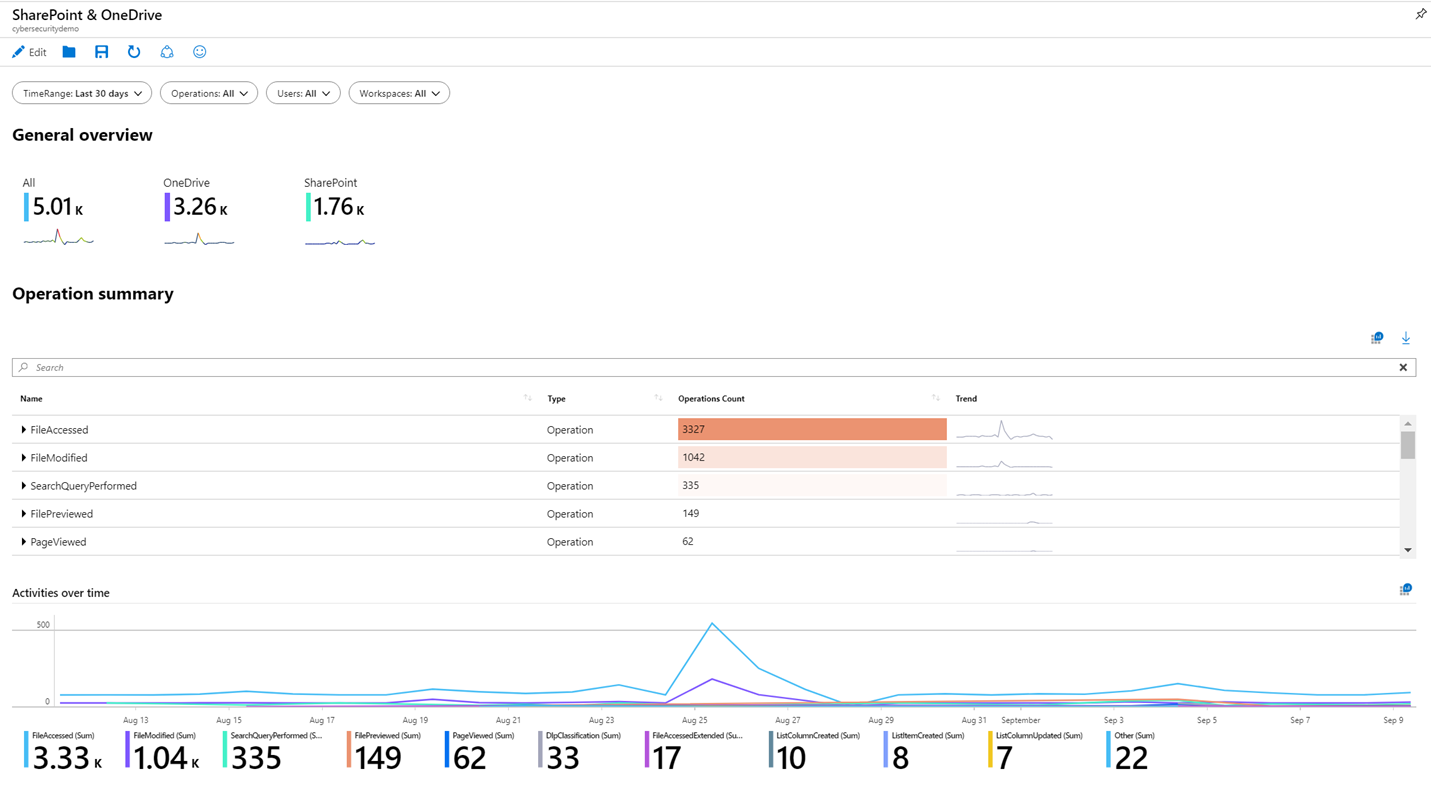 SharePoint & OneDrive
cybersecuritydemo
Edit
TimeRange: Last 30 days Operations: All Users: All Workspaces: All
General overview
All OneDrive SharePoint
5.01 K 3.26 K 1.76 K
Operation summary
Search
Name Type Operations Count Trend
FileAccessed Operation 3327
FileModified Operation 1042
SearchQueryPerformed Operation 335
FilePreviewed Operation 149
PageViewed Operation 62
Activities over time
500
0
Aug 13 Aug 15 Aug 17 Aug 19 Aug 21 Aug 23 Aug 25 Aug 27 Aug 29 Aug 31 September Sep 3 Sep 5 Sep 7 Sep 9
FileAccessed (Sum) FileModified (Sum) SearchQueryPerformed (S... FilePreviewed (Sum) PageViewed (Sum) DlpClassification (Sum) FileAccessedExtended (Su... ListColumnCreated (Sum) ListItemCreated (Sum) ListColumnUpdated (Sum) Other (Sum)
3.33 K 1.04 K 335 149 62 33 17 10 8 7 22